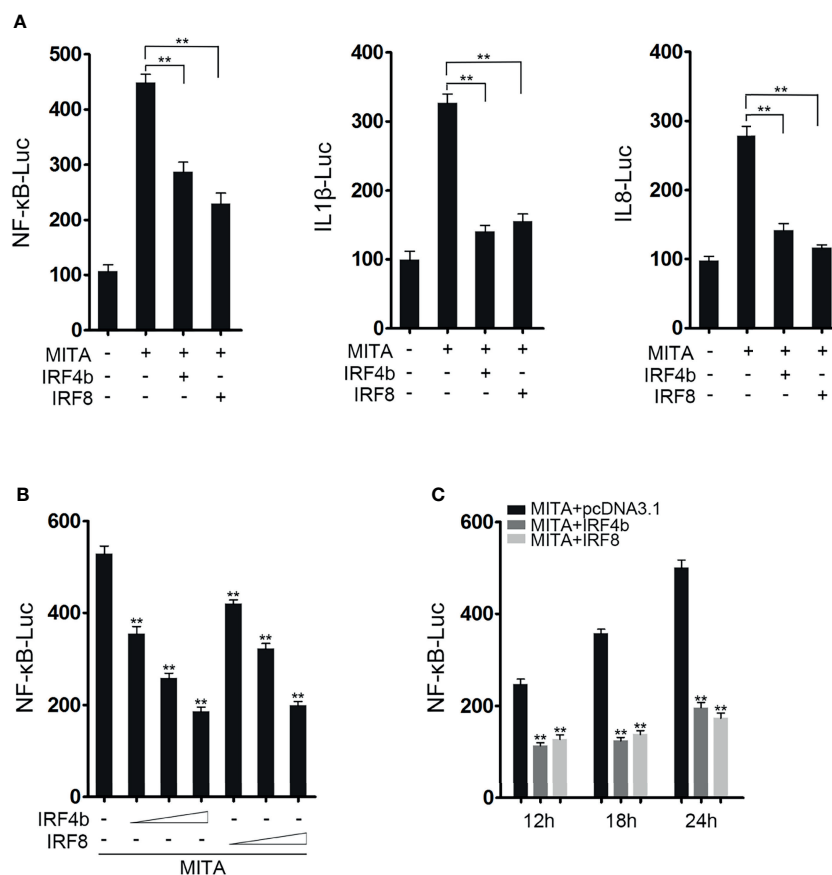 A
NF-κB-Luc
500
400
300
200
100
0
**
**
MITA - + + +
IRF4b - - + -
IRF8 - - - +
IL1β-Luc
400
300
200
100
0
**
**
MITA - + + +
IRF4b - - + -
IRF8 - - - +
IL8-Luc
400
300
200
100
0
**
**
MITA - + + +
IRF4b - - + -
IRF8 - - - +
B
NF-κB-Luc
600
400
200
0
** ** ** ** ** **
IRF4b - - - -
IRF8 - - - -
MITA
C
MITA+pcDNA3.1
MITA+IRF4b
MITA+IRF8
NF-κB-Luc
600
400
200
0
** ** ** ** ** **
12h 18h 24h